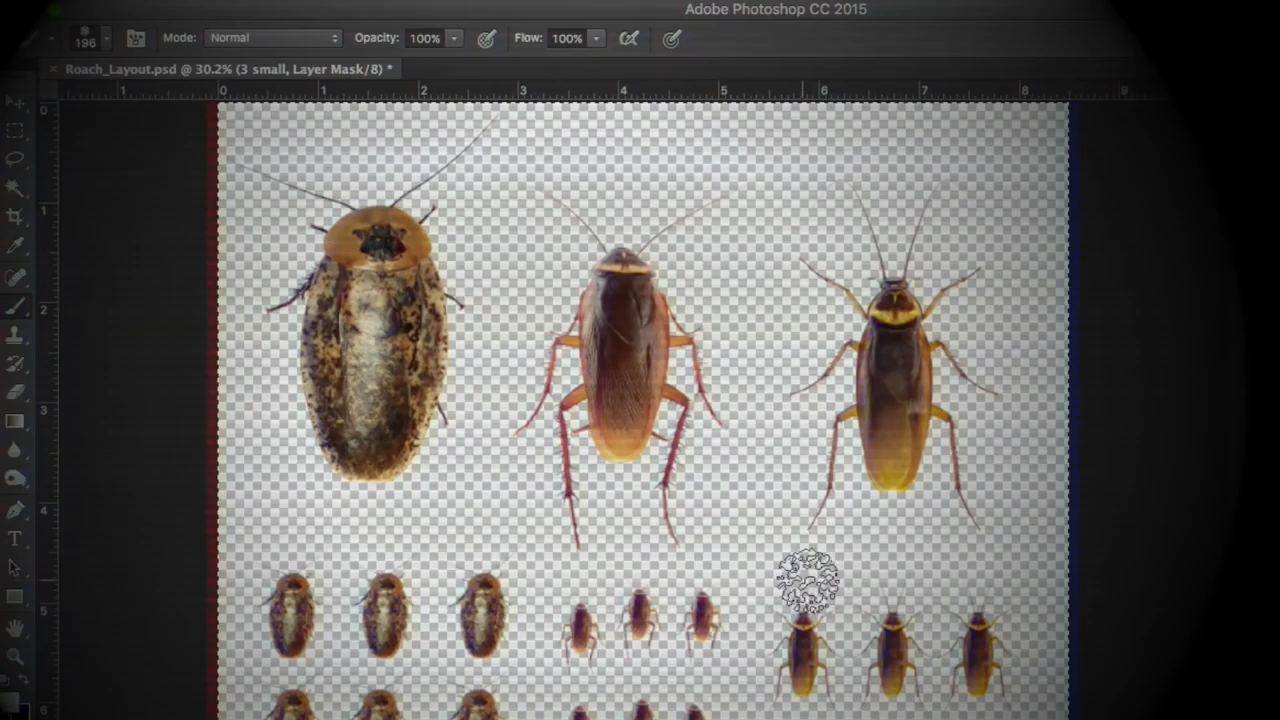 Adobe Photoshop CC 2015
196 Mode: Normal Opacity: 100% Flow: 100%
× Roach_Layout.psd @ 30.2% (3 small, Layer Mask/8) *
1 0 1 2 3 4 5 6 7 8 9
0
1
2
3
4
5
6
T